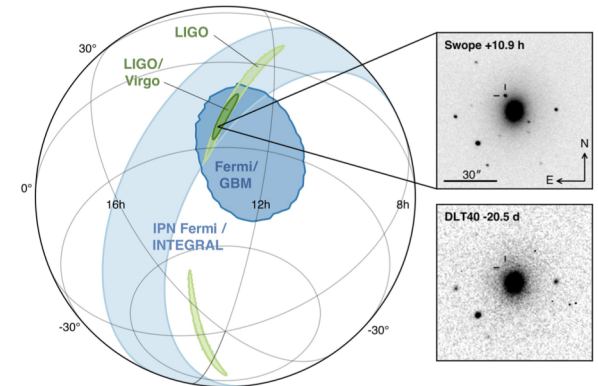 LIGO
30°
LIGO/
Virgo
Fermi/
GBM
0°
16h
12h
8h
IPN Fermi /
INTEGRAL
-30°
-30°
Swope +10.9 h
N
30"
E
DLT40 -20.5 d